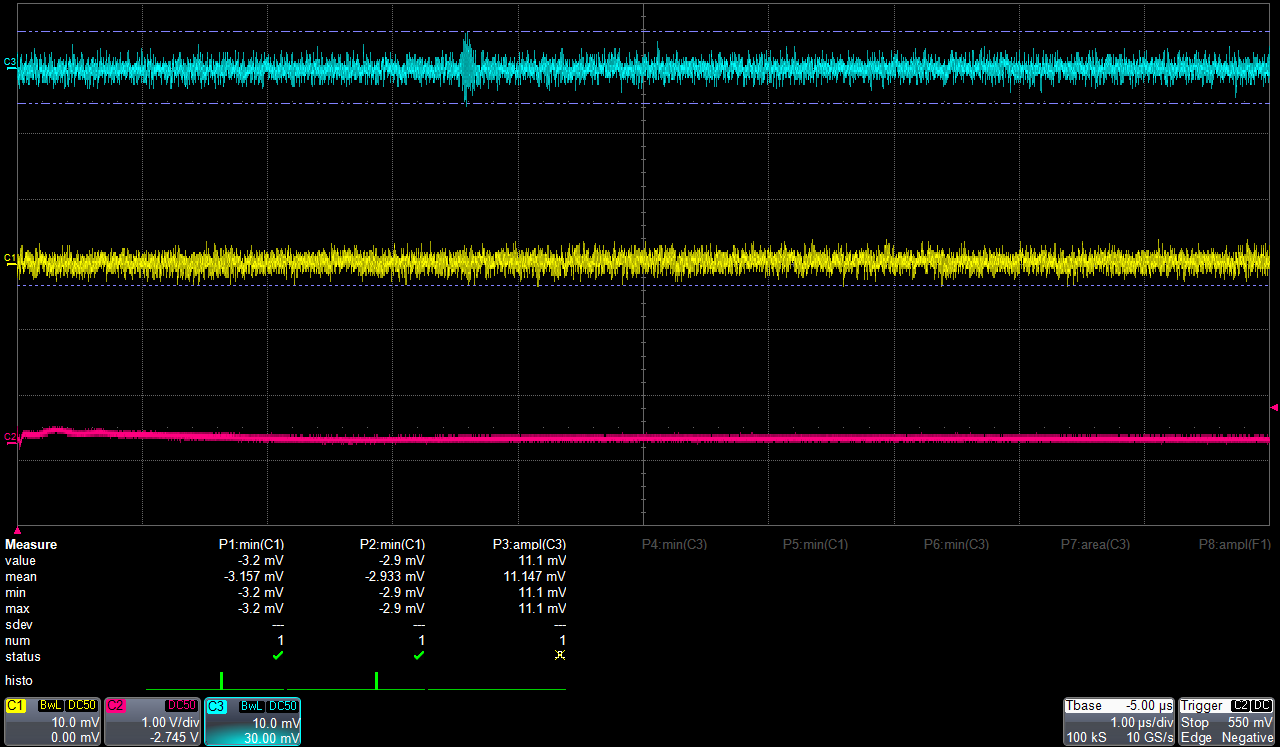 C3
C1
C2
Measure P1:min(C1) P2:min(C1) P3:ampl(C3) P4:min(C3) P5:min(C1) P6:min(C3) P7:area(C3) P8:ampl(F1)
value -3.2 mV -2.9 mV 11.1 mV
mean -3.157 mV -2.933 mV 11.147 mV
min -3.2 mV -2.9 mV 11.1 mV
max -3.2 mV -2.9 mV 11.1 mV
sdev --- --- ---
num 1 1 1
status
histo
C1 BwL DC50 C2 DC50 C3 BwL DC50 Tbase -5.00 µs Trigger C2 DC
10.0 mV 1.00 V/div 10.0 mV 1.00 µs/div Stop 550 mV
0.00 mV -2.745 V 30.00 mV 100 kS 10 GS/s Edge Negative